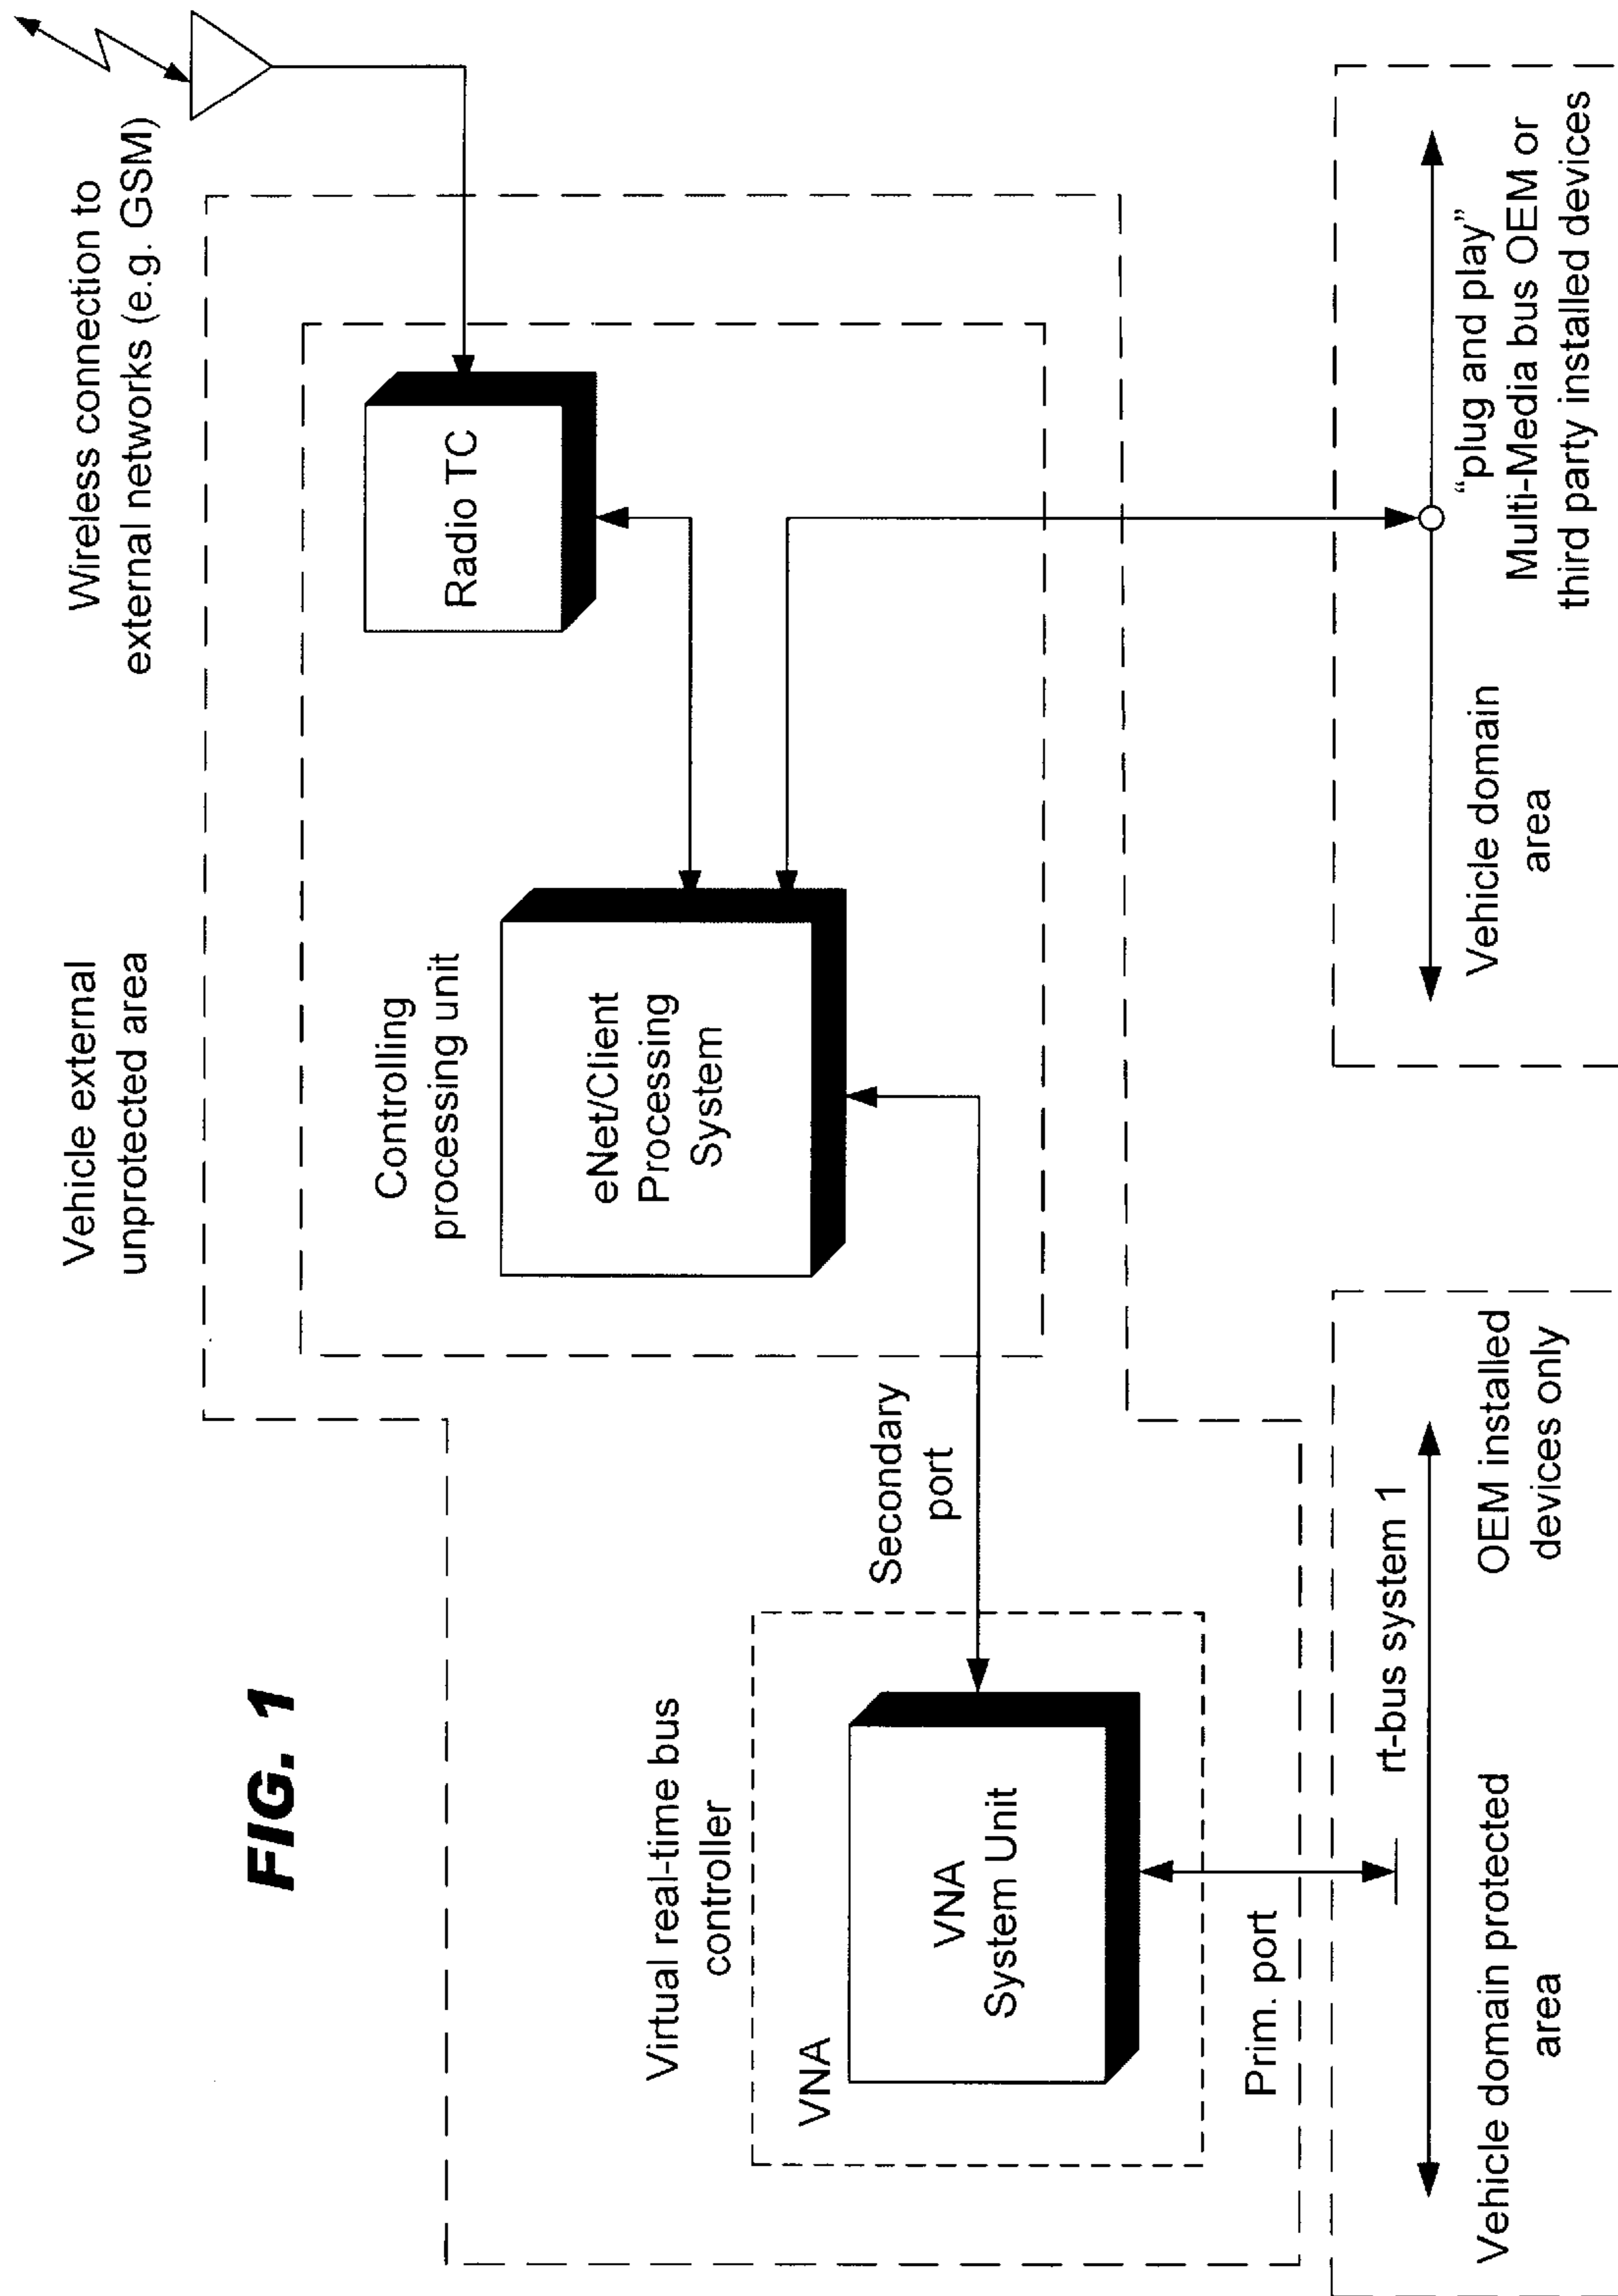 FIG. 1
Vehicle external
unprotected area
Wireless connection to
external networks (e.g. GSM)
Controlling
processing unit
Radio TC
eNet/Client
Processing
System
Virtual real-time bus
controller
VNA
VNA
System Unit
Secondary
port
Prim. port
rt-bus system 1
Vehicle domain protected
area
OEM installed
devices only
Vehicle domain
area
“plug and play”
Multi-Media bus OEM or
third party installed devices